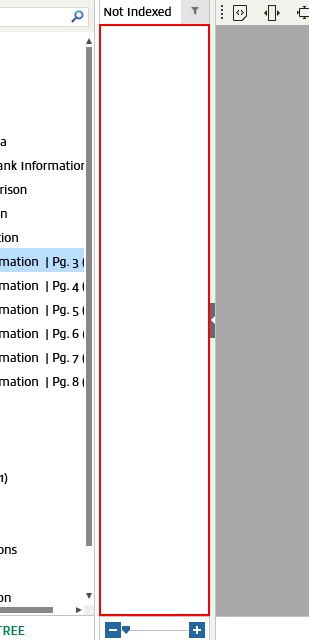 Not Indexed
a
ank Information
rison
n
tion
mation | Pg. 3 (
mation | Pg. 4 (
mation | Pg. 5 (
mation | Pg. 6 (
mation | Pg. 7 (
mation | Pg. 8 (
1)
ons
on
TREE